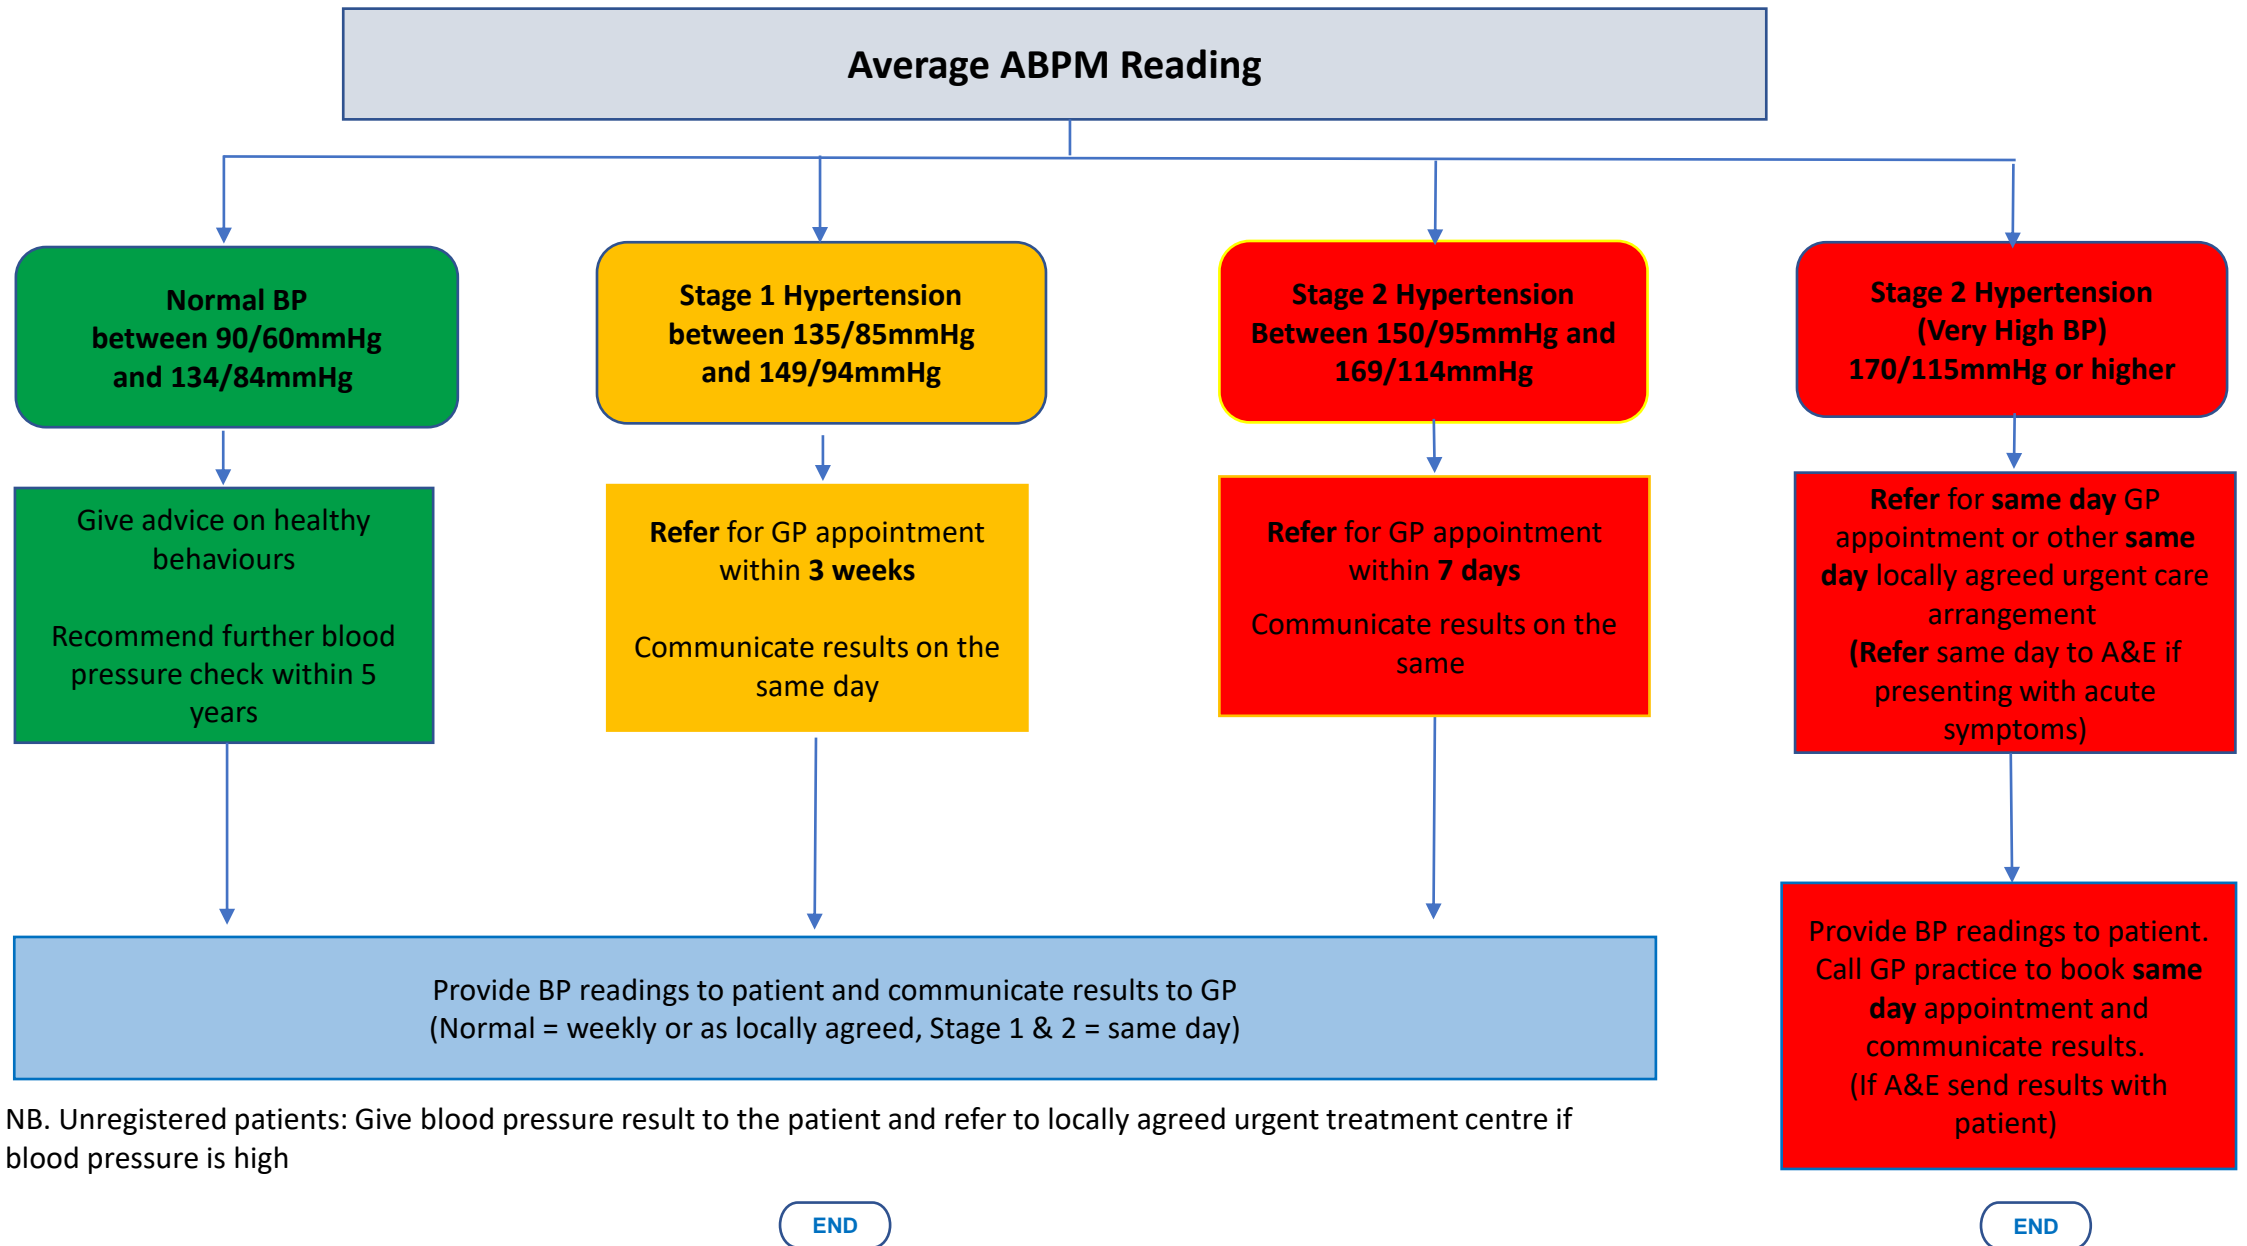 Average ABPM Reading
Normal BP
between 90/60mmHg
and 134/84mmHg
Stage 1 Hypertension
between 135/85mmHg
and 149/94mmHg
Stage 2 Hypertension
Between 150/95mmHg and
169/114mmHg
Stage 2 Hypertension
(Very High BP)
170/115mmHg or higher
Give advice on healthy
behaviours
Recommend further blood
pressure check within 5
years
Refer for GP appointment
within 3 weeks
Communicate results on the
same day
Refer for GP appointment
within 7 days
Communicate results on the
same
Refer for same day GP
appointment or other same
day locally agreed urgent care
arrangement
(Refer same day to A&E if
presenting with acute
symptoms)
Provide BP readings to patient and communicate results to GP
(Normal = weekly or as locally agreed, Stage 1 & 2 = same day)
Provide BP readings to patient.
Call GP practice to book same
day appointment and
communicate results.
(If A&E send results with
patient)
NB. Unregistered patients: Give blood pressure result to the patient and refer to locally agreed urgent treatment centre if
blood pressure is high
END
END